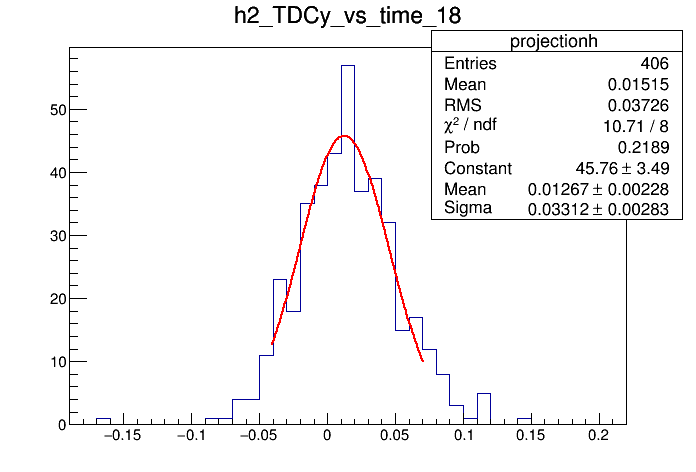 h2_TDCy_vs_time_18
projectionh
Entries 406
Mean 0.01515
RMS 0.03726
χ² / ndf 10.71 / 8
Prob 0.2189
Constant 45.76 ± 3.49
Mean 0.01267 ± 0.00228
Sigma 0.03312 ± 0.00283
50
40
30
20
10
0
−0.15 −0.1 −0.05 0 0.05 0.1 0.15 0.2